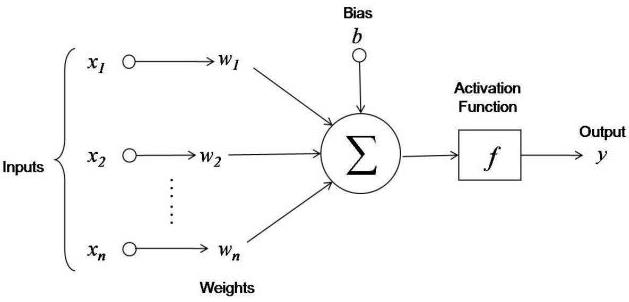 Bias
b
x1 w1
Activation
Function
Output
Inputs
x2 w2
∑
f
y
xn wn
Weights